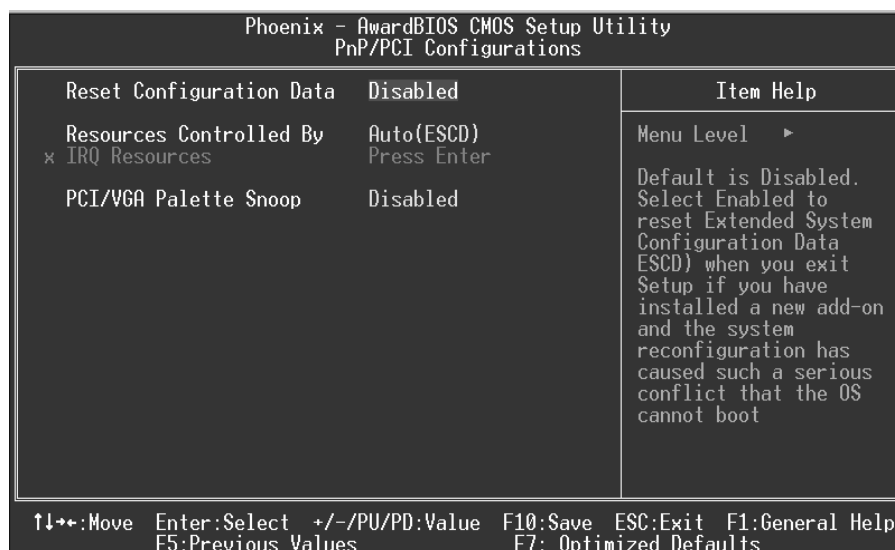 Phoenix - AwardBIOS CMOS Setup Utility
PnP/PCI Configurations
Reset Configuration Data Disabled
Resources Controlled By Auto(ESCD)
x IRQ Resources Press Enter
PCI/VGA Palette Snoop Disabled
Item Help
Menu Level ►
Default is Disabled.
Select Enabled to
reset Extended System
Configuration Data
ESCD) when you exit
Setup if you have
installed a new add-on
and the system
reconfiguration has
caused such a serious
conflict that the OS
cannot boot
↑↓→←:Move Enter:Select +/-/PU/PD:Value F10:Save ESC:Exit F1:General Help
F5:Previous Values F7: Optimized Defaults